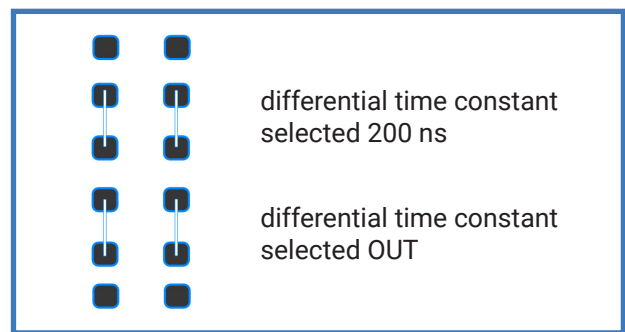 differential time constant
selected 200 ns
differential time constant
selected OUT